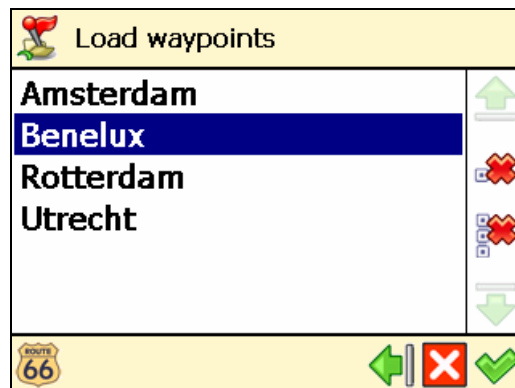 Load waypoints
Amsterdam
Benelux
Rotterdam
Utrecht
ROUTE
66